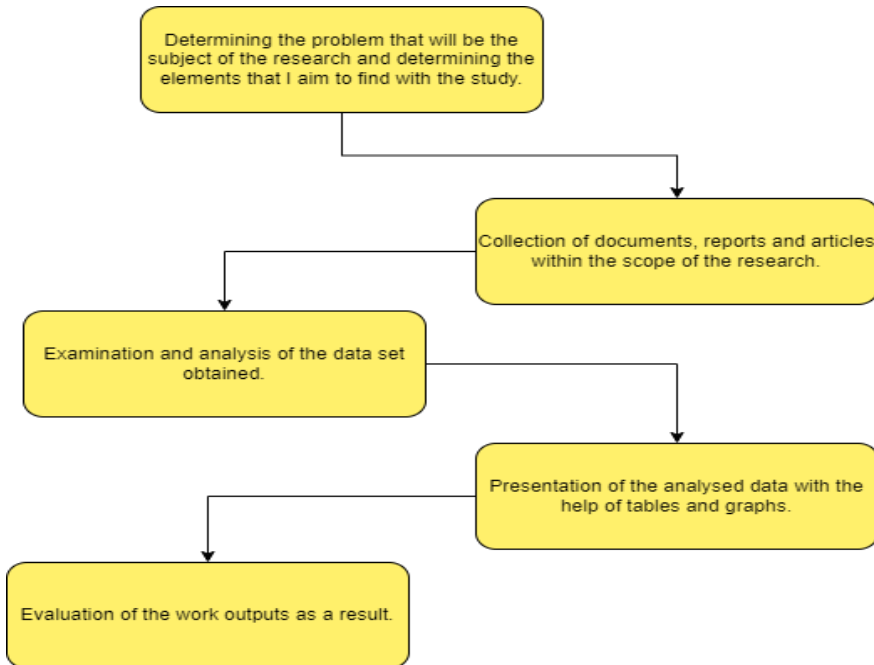 Determining the problem that will be the
subject of the research and determining the
elements that I aim to find with the study.
Collection of documents, reports and articles
within the scope of the research.
Examination and analysis of the data set
obtained.
Presentation of the analysed data with the
help of tables and graphs.
Evaluation of the work outputs as a result.